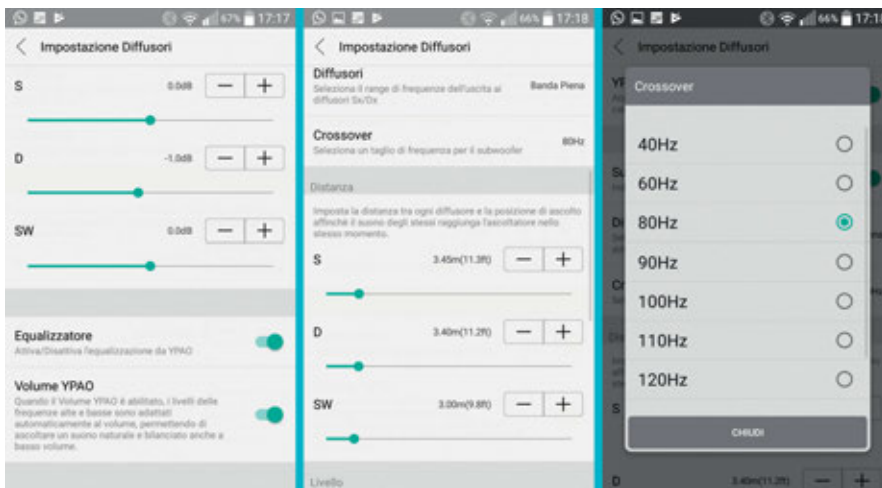 67% 17:17
Impostazione Diffusori
S 0.0dB − +
D -1.0dB − +
SW 0.0dB − +
Equalizzatore
Attiva/Disattiva l'equalizzazione da YPAO
Volume YPAO
Quando il Volume YPAO è abilitato, i livelli delle
frequenze alte e basse sono adattati
automaticamente al volume, permettendo di
ascoltare un suono naturale e bilanciato anche a
basso volume.
66% 17:18
Impostazione Diffusori
Diffusori
Seleziona il range di frequenze dell'uscita ai
diffusori Sx/Dx
Banda Piena
Crossover
Seleziona un taglio di frequenza per il subwoofer
80Hz
Distanza
Imposta la distanza tra ogni diffusore e la posizione di ascolto
affinché il suono degli stessi raggiunga l'ascoltatore nello
stesso momento.
S 3.45m(11.3ft) − +
D 3.40m(11.2ft) − +
SW 3.00m(9.8ft) − +
Livello
66% 17:1
Impostazione Diffusori
Crossover
40Hz
60Hz
80Hz
90Hz
100Hz
110Hz
120Hz
CHIUDI
S
D 3.40m(11.2ft) − +